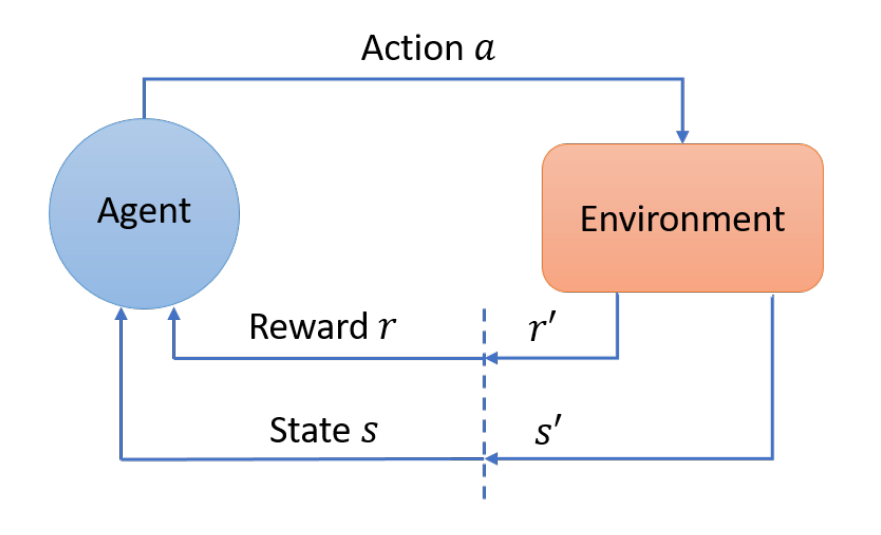 Action a
Agent
Environment
Reward r
r′
State s
s′